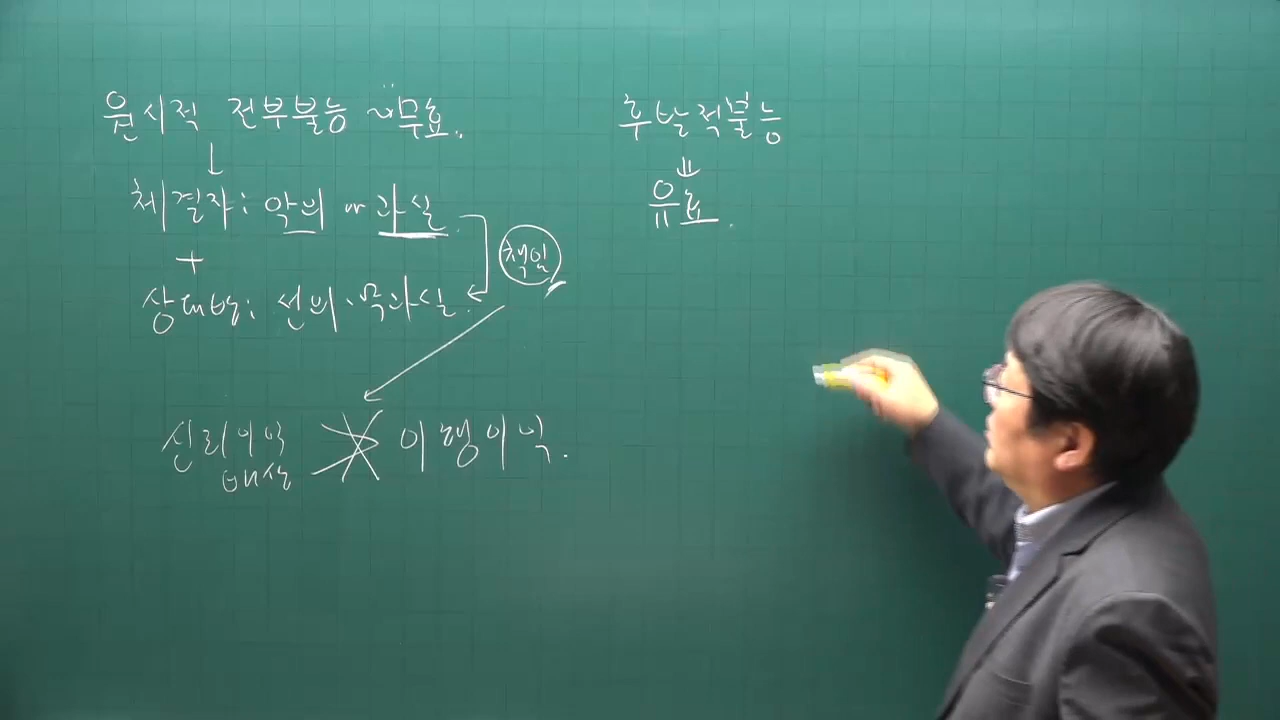 원시적 전부불능 ~ 무효.
↓
체결자: 악의 or 과실.
+
상대방: 선의·무과실.
책임
신뢰이익 이행이익.
배상
후발적불능
⇓
유효.